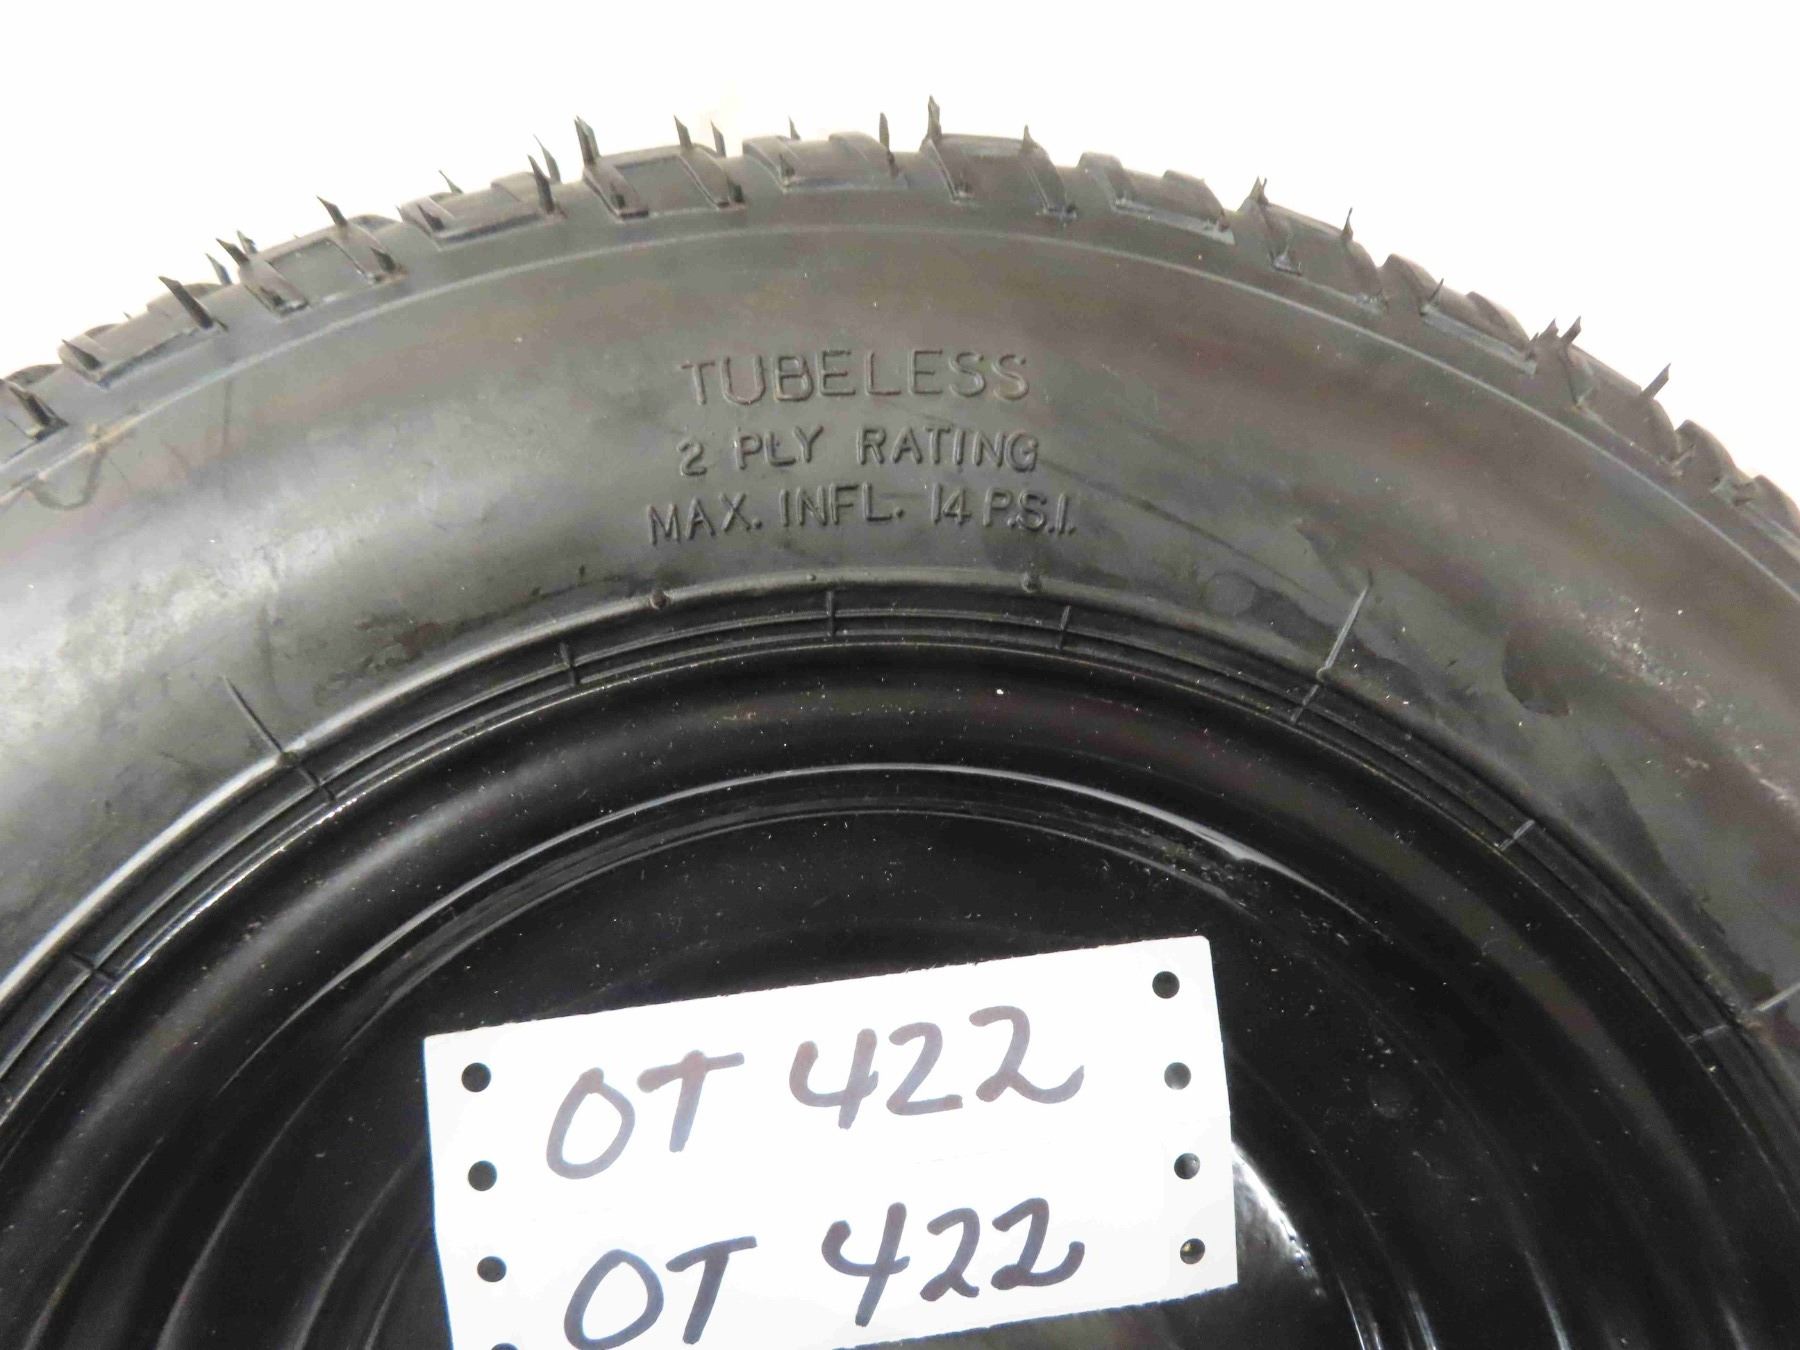 TUBELESS
2 PLY RATING
MAX. INFL. 14 P.S.I.
OT 422
OT 422